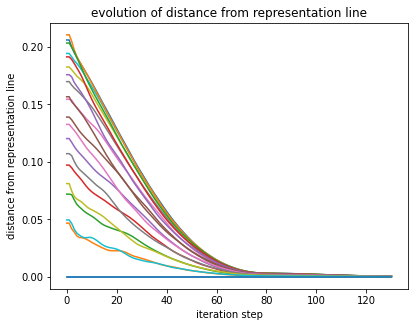 evolution of distance from representation line
distance from representation line
0.20
0.15
0.10
0.05
0.00
0 20 40 60 80 100 120
iteration step